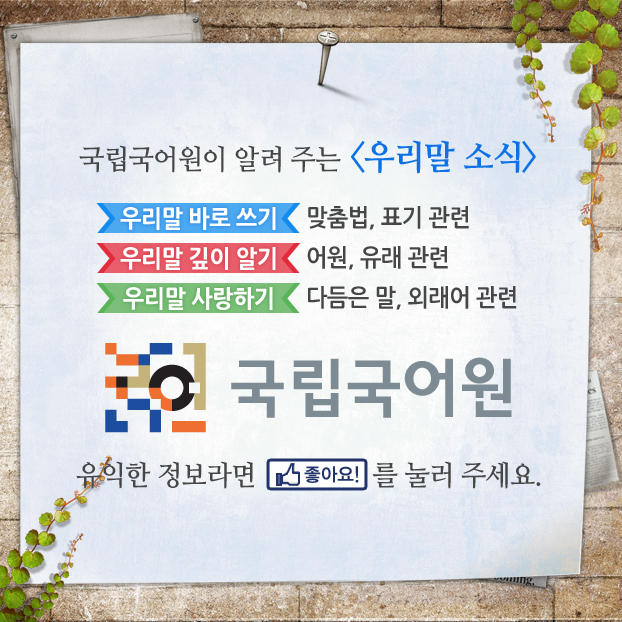 국립국어원이 알려 주는 <우리말 소식>
우리말 바로 쓰기 맞춤법, 표기 관련
우리말 깊이 알기 어원, 유래 관련
우리말 사랑하기 다듬은 말, 외래어 관련
국립국어원
유익한 정보라면 좋아요! 를 눌러 주세요.